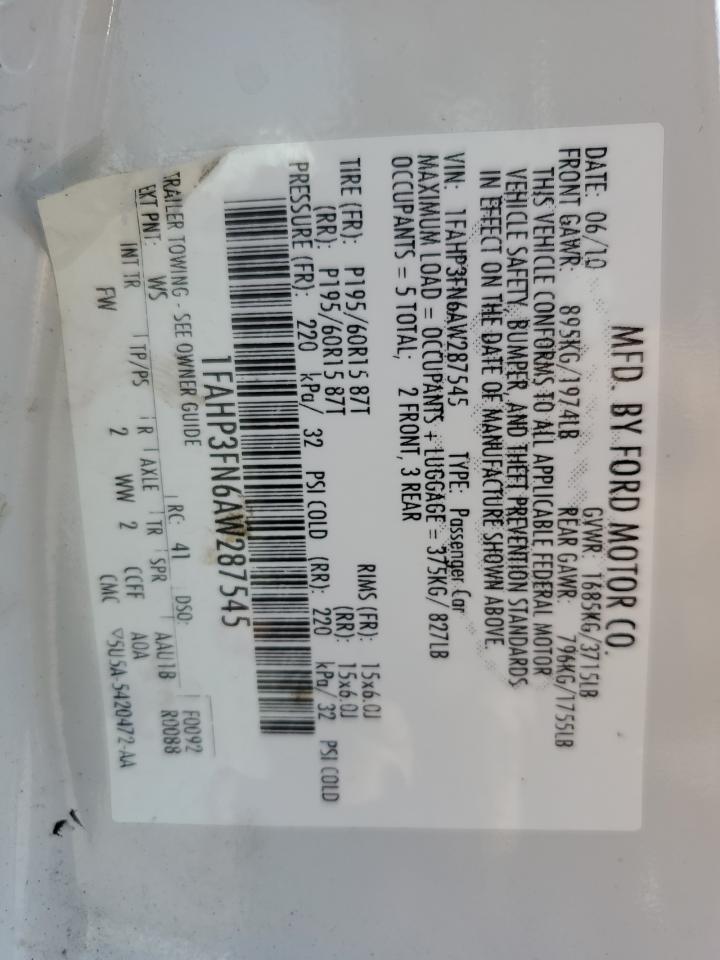 MFD. BY FORD MOTOR CO.
DATE: 06/10 GVWR: 1685KG/3715LB
FRONT GAWR: 895KG/1974LB REAR GAWR: 796KG/1755LB
THIS VEHICLE CONFORMS TO ALL APPLICABLE FEDERAL MOTOR
VEHICLE SAFETY, BUMPER, AND THEFT PREVENTION STANDARDS
IN EFFECT ON THE DATE OF MANUFACTURE SHOWN ABOVE.
VIN: 1FAHP3FN6AW287545 TYPE: Passenger Car
MAXIMUM LOAD = OCCUPANTS + LUGGAGE = 375KG/ 827LB
OCCUPANTS = 5 TOTAL; 2 FRONT, 3 REAR
TIRE (FR): P195/60R15 87T RIMS (FR): 15x6.0J
(RR): P195/60R15 87T (RR): 15x6.0J
PRESSURE (FR): 220 kPa/ 32 PSI COLD (RR): 220 kPa/ 32 PSI COLD
1FAHP3FN6AW287545
TRAILER TOWING - SEE OWNER GUIDE F0092
EXT PNT: WS RC: 41 DSO: R0088
INT TR TP/PS R AXLE TR SPR AAU1B
FW 2 WW 2 CCFF A0A
CMC ▽5U5A-5420472-AA